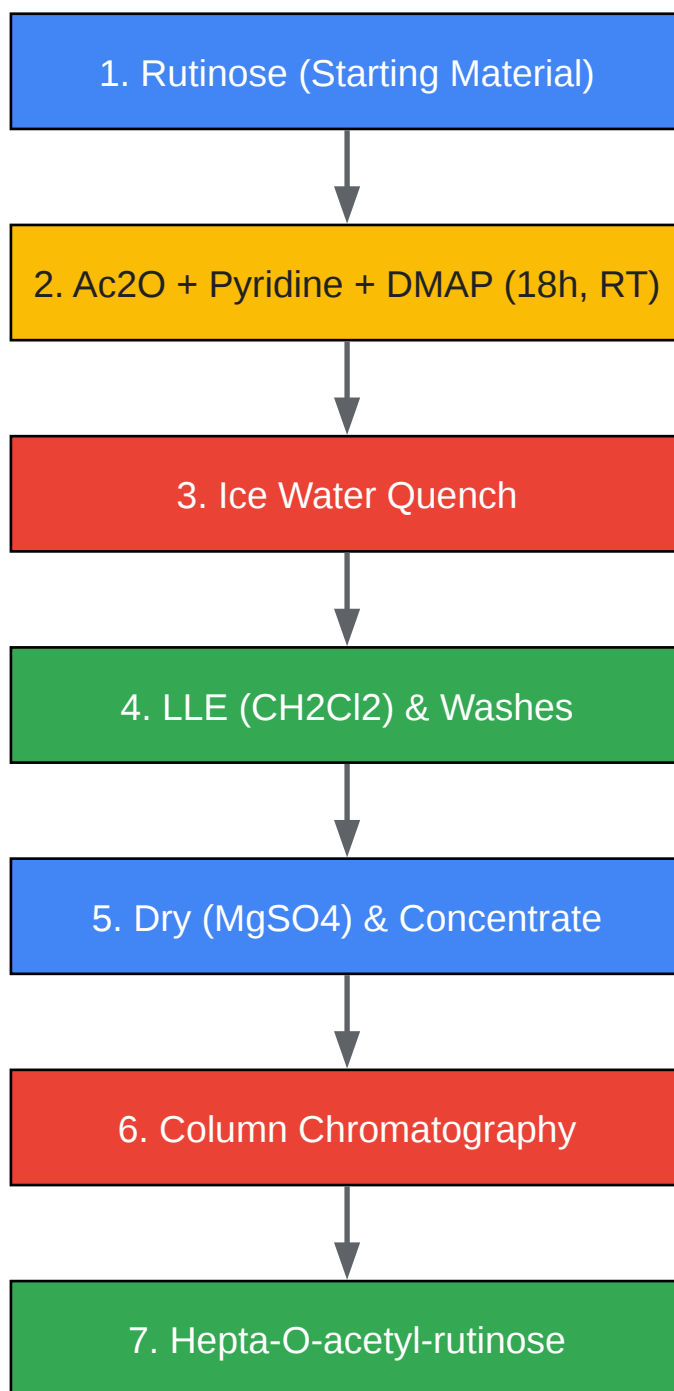 1. Rutinose (Starting Material)
2. Ac2O + Pyridine + DMAP (18h, RT)
3. Ice Water Quench
4. LLE (CH2Cl2) & Washes
5. Dry (MgSO4) & Concentrate
6. Column Chromatography
7. Hepta-O-acetyl-rutinose